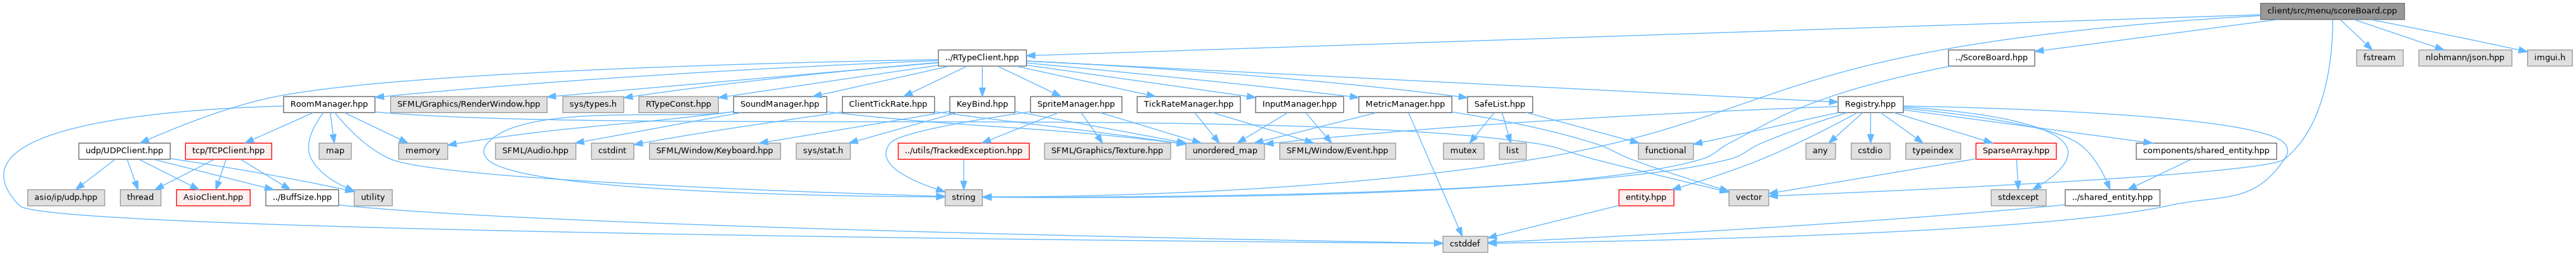 client/src/menu/scoreBoard.cpp
../RTypeClient.hpp
../ScoreBoard.hpp
fstream
nlohmann/json.hpp
imgui.h
RoomManager.hpp
SFML/Graphics/RenderWindow.hpp
sys/types.h
RTypeConst.hpp
SoundManager.hpp
ClientTickRate.hpp
KeyBind.hpp
SpriteManager.hpp
TickRateManager.hpp
InputManager.hpp
MetricManager.hpp
SafeList.hpp
Registry.hpp
udp/UDPClient.hpp
tcp/TCPClient.hpp
map
memory
SFML/Audio.hpp
cstdint
SFML/Window/Keyboard.hpp
sys/stat.h
../utils/TrackedException.hpp
SFML/Graphics/Texture.hpp
unordered_map
SFML/Window/Event.hpp
mutex
list
functional
any
cstdio
typeindex
SparseArray.hpp
components/shared_entity.hpp
asio/ip/udp.hpp
thread
AsioClient.hpp
../BuffSize.hpp
utility
string
entity.hpp
vector
stdexcept
../shared_entity.hpp
cstddef